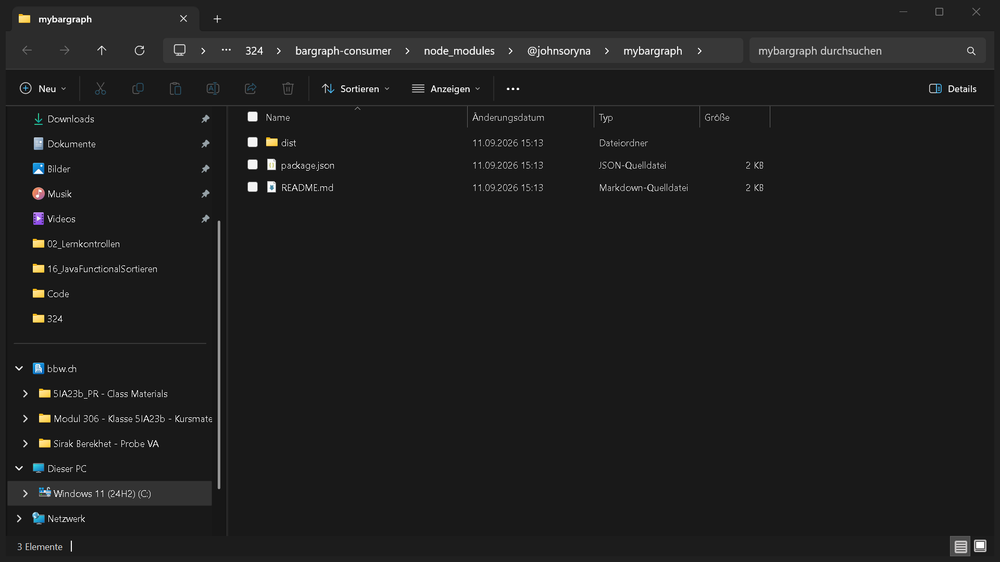 mybargraph
324 bargraph-consumer node_modules @johnsoryna mybargraph
mybargraph durchsuchen
Neu Sortieren Anzeigen Details
Downloads
Dokumente
Bilder
Musik
Videos
02_Lernkontrollen
16_JavaFunctionalSortieren
Code
324
bbw.ch
5IA23b_PR - Class Materials
Modul 306 - Klasse 5IA23b - Kursmate
Sirak Berekhet - Probe VA
Dieser PC
Windows 11 (24H2) (C:)
Netzwerk
Name Änderungsdatum Typ Größe
dist 11.09.2026 15:13 Dateiordner
package.json 11.09.2026 15:13 JSON-Quelldatei 2 KB
README.md 11.09.2026 15:13 Markdown-Quelldatei 2 KB
3 Elemente